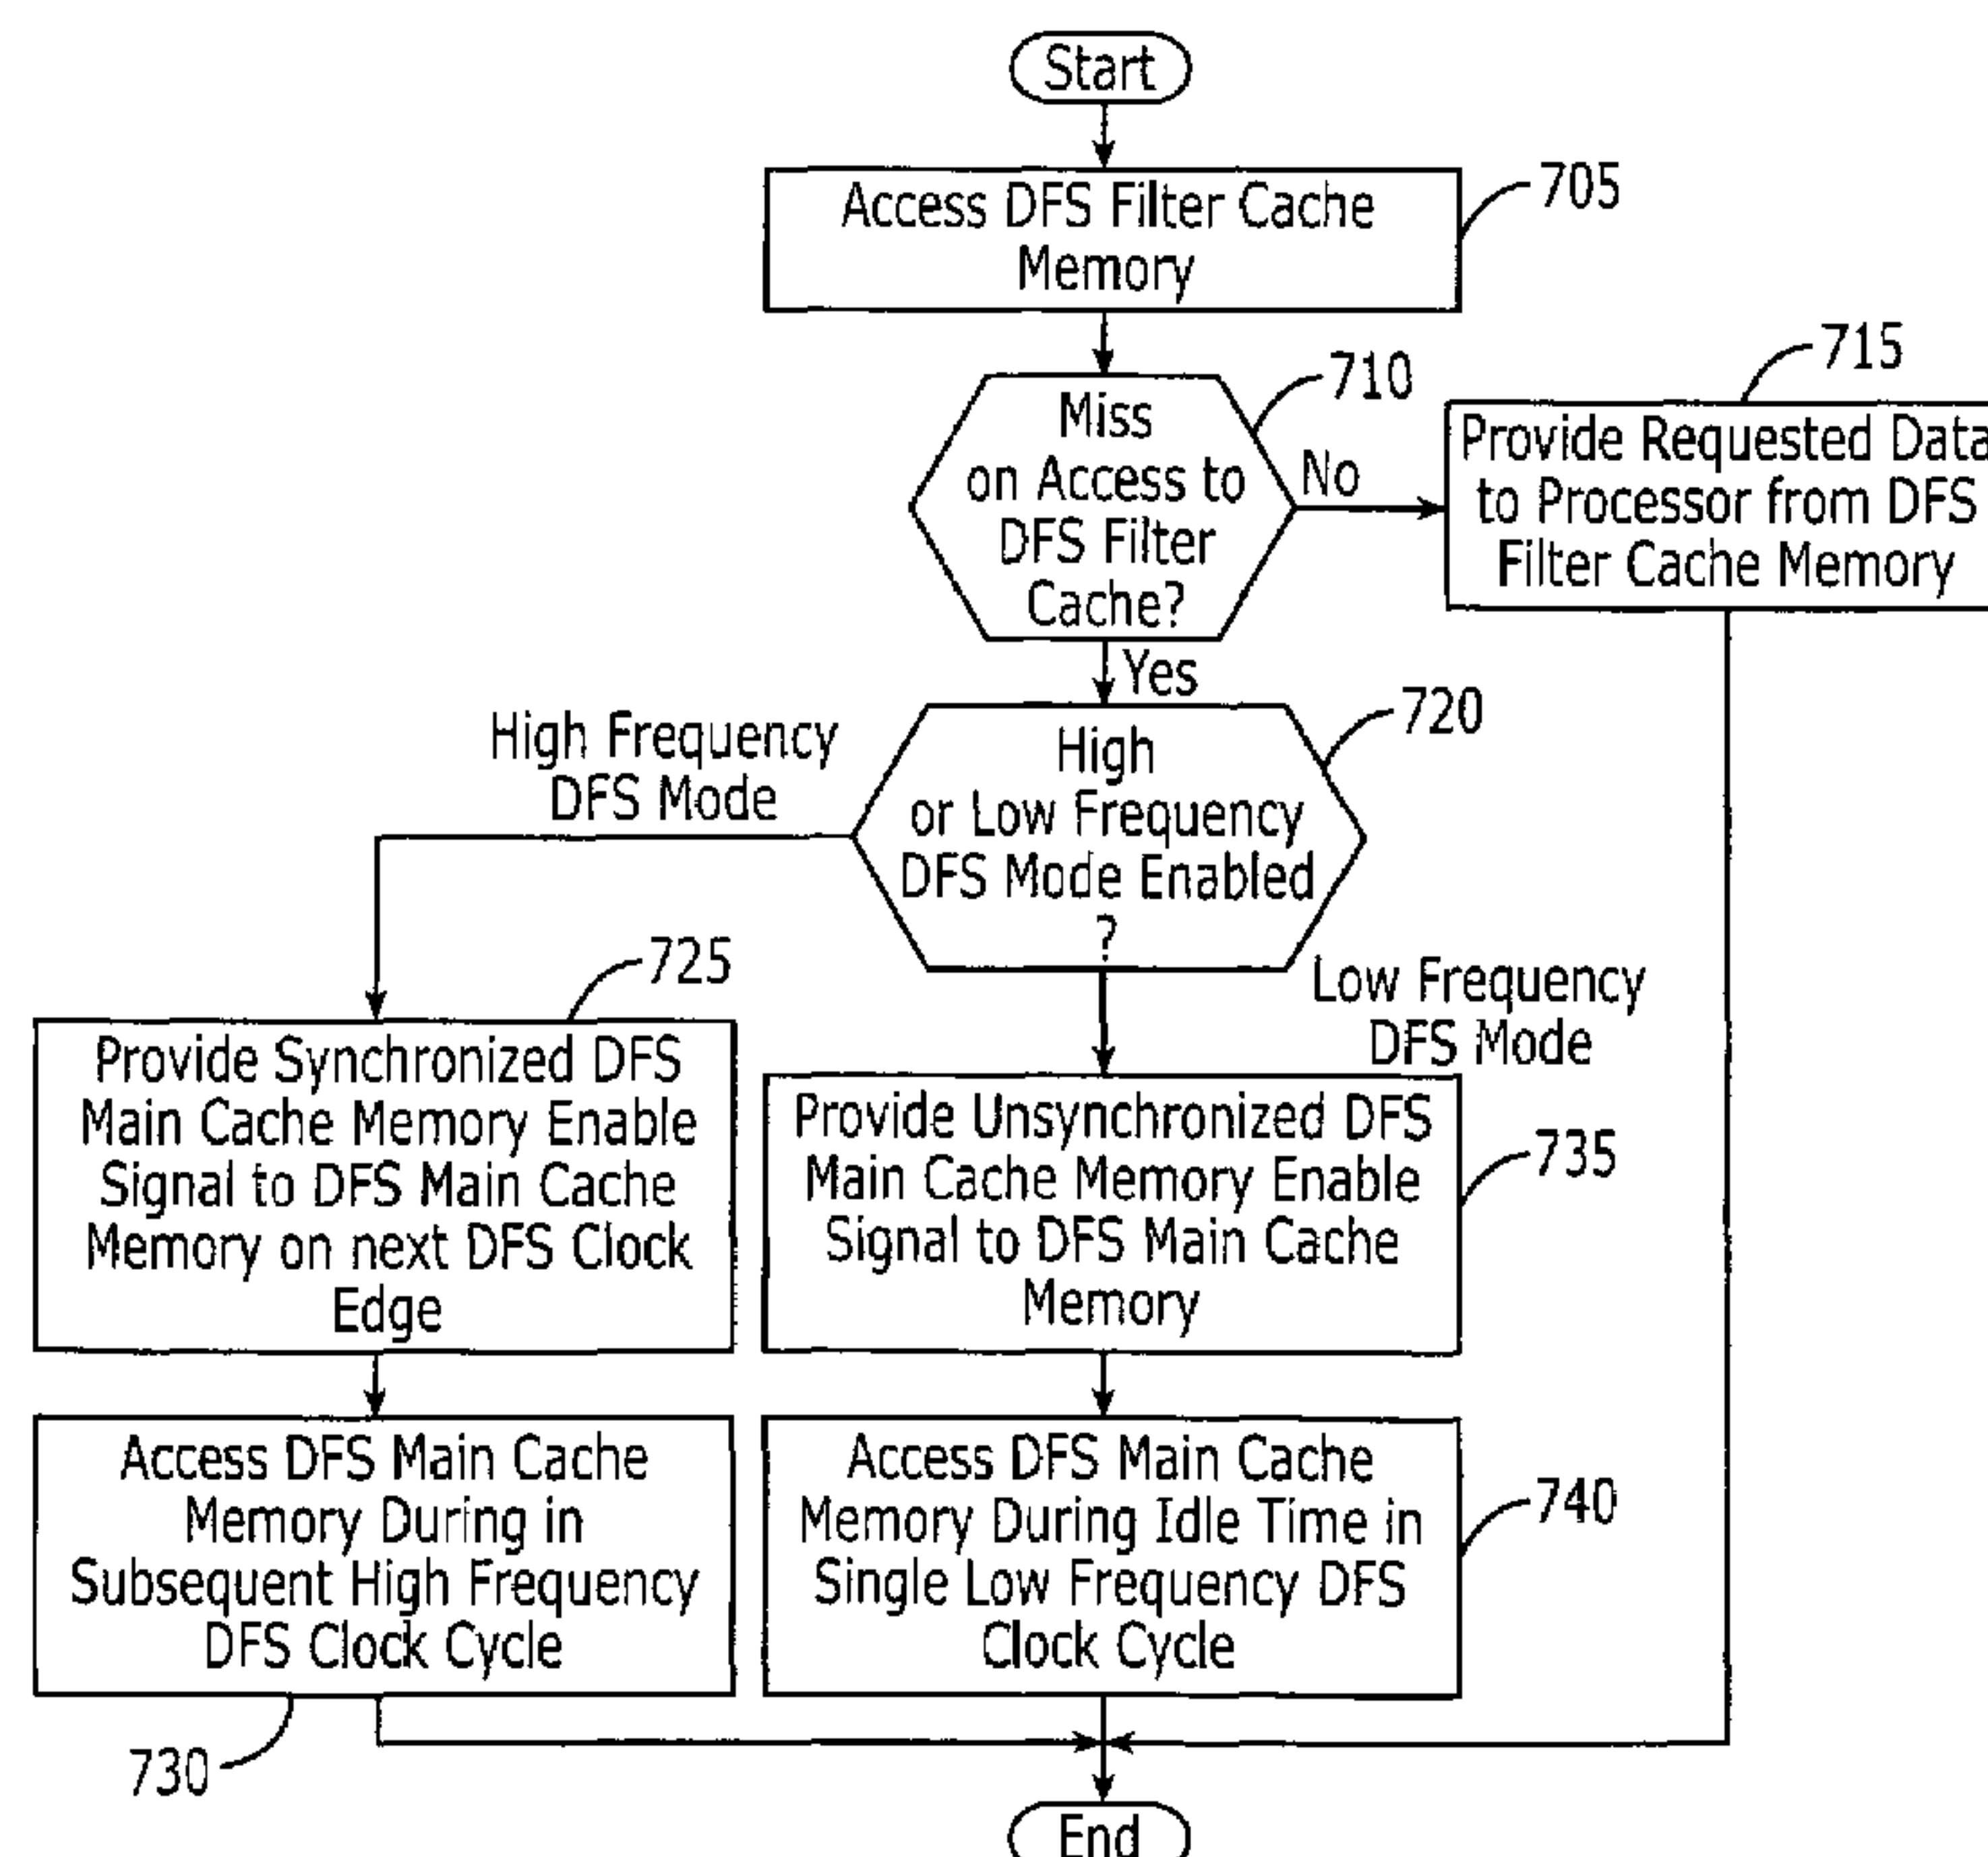 Start
Access DFS Filter Cache
Memory
705
Miss
on Access to
DFS Filter
Cache?
710
No
715
Provide Requested Data
to Processor from DFS
Filter Cache Memory
Yes
High Frequency
DFS Mode
High
or Low Frequency
DFS Mode Enabled
?
720
Low Frequency
DFS Mode
725
Provide Synchronized DFS
Main Cache Memory Enable
Signal to DFS Main Cache
Memory on next DFS Clock
Edge
Provide Unsynchronized DFS
Main Cache Memory Enable
Signal to DFS Main Cache
Memory
735
Access DFS Main Cache
Memory During in
Subsequent High Frequency
DFS Clock Cycle
730
Access DFS Main Cache
Memory During Idle Time in
Single Low Frequency DFS
Clock Cycle
740
End